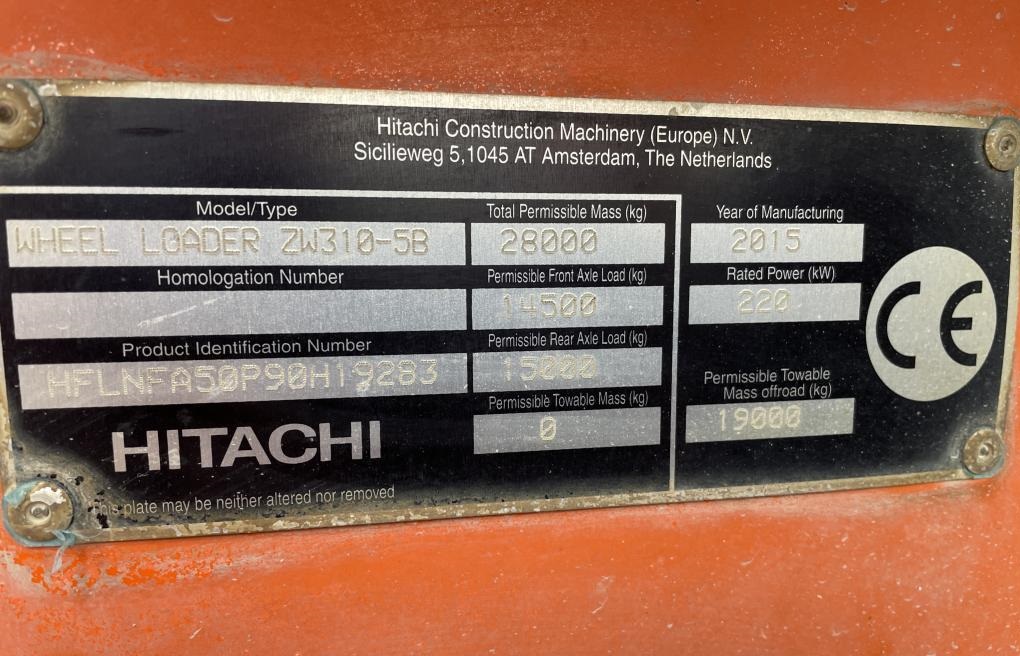 Hitachi Construction Machinery (Europe) N.V.
Sicilieweg 5,1045 AT Amsterdam, The Netherlands
Model/Type
WHEEL LOADER ZW310-5B
Homologation Number
Product Identification Number
HFLNFA50P90H19283
HITACHI
This plate may be neither altered nor removed
Total Permissible Mass (kg)
28000
Permissible Front Axle Load (kg)
14500
Permissible Rear Axle Load (kg)
15000
Permissible Towable Mass (kg)
0
Year of Manufacturing
2015
Rated Power (kW)
220
Permissible Towable
Mass offroad (kg)
19000
CE